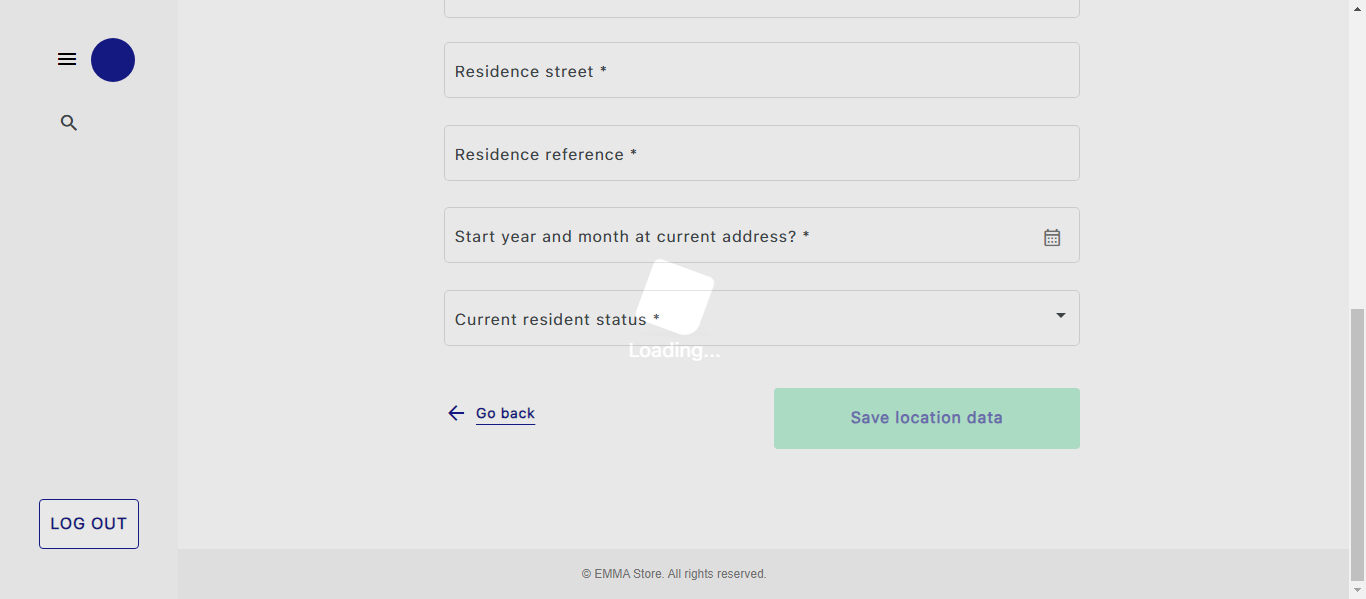 Residence street *
Residence reference *
Start year and month at current address? *
Current resident status *
Loading...
Go back
Save location data
LOG OUT
© EMMA Store. All rights reserved.